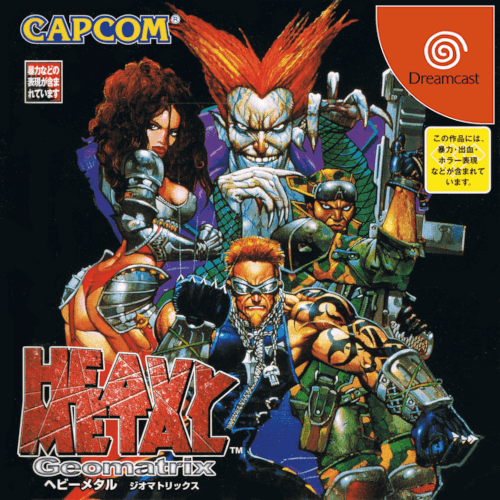 CAPCOM®
Dreamcast
暴力などの
表現が含ま
れています
この作品には、
暴力・出血・
ホラー表現
などが含まれて
います。
HEAVY
METAL™
Geomatrix
ヘビーメタル ジオマトリックス